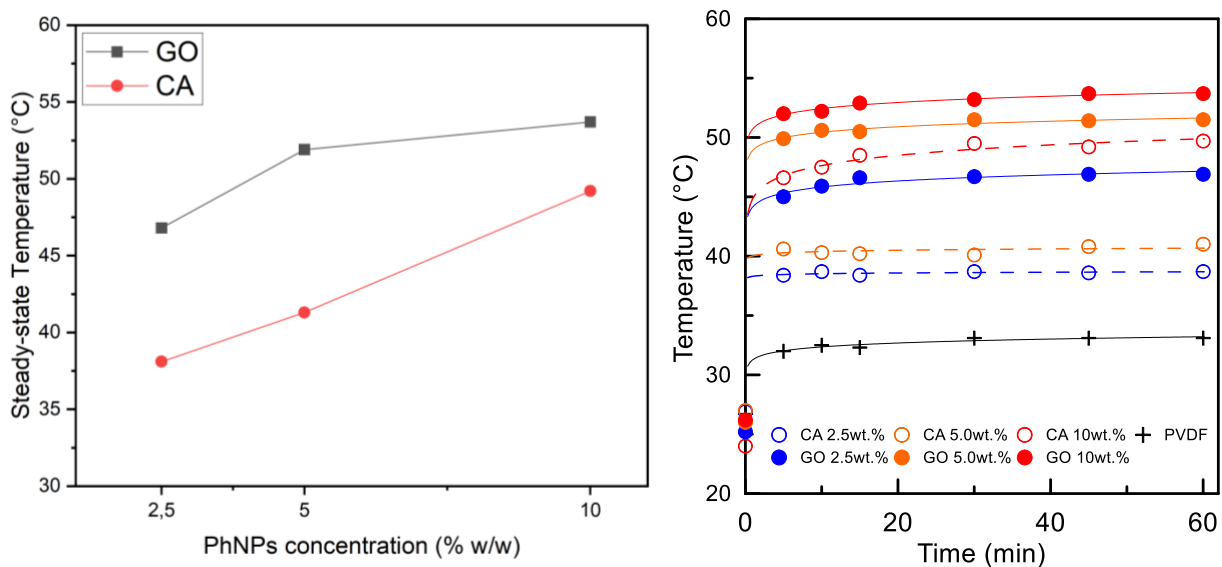 60
55
50
45
40
35
30
Steady-state Temperature (°C)
GO
CA
2,5
5
10
PhNPs concentration (% w/w)
60
50
40
30
20
Temperature (°C)
CA 2.5wt.% CA 5.0wt.% CA 10wt.% PVDF
GO 2.5wt.% GO 5.0wt.% GO 10wt.%
0
20
40
60
Time (min)